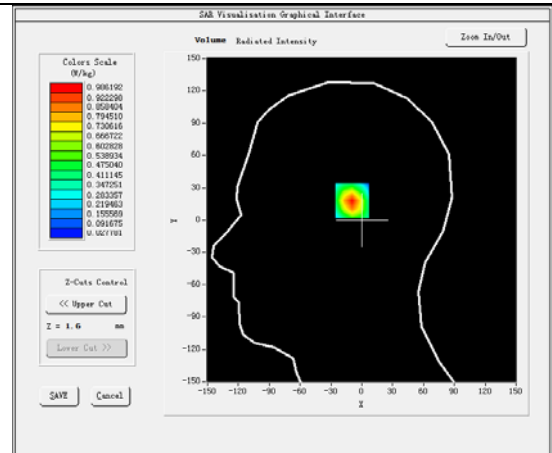 SAR Visualisation Graphical Interface
Volume Radiated Intensity
Zoom In/Out
Colors Scale
(W/kg)
0.986192
0.922298
0.858404
0.794510
0.730616
0.666722
0.602828
0.538934
0.475040
0.411145
0.347251
0.283357
0.219463
0.155569
0.091675
0.027781
Z-Cuts Control
<< Upper Cut
Z = 1.6 mm
Lower Cut >>
SAVE Cancel
150
120
90
60
30
0
-30
-60
-90
-120
-150
Y
-150 -120 -90 -60 -30 0 30 60 90 120 150
X